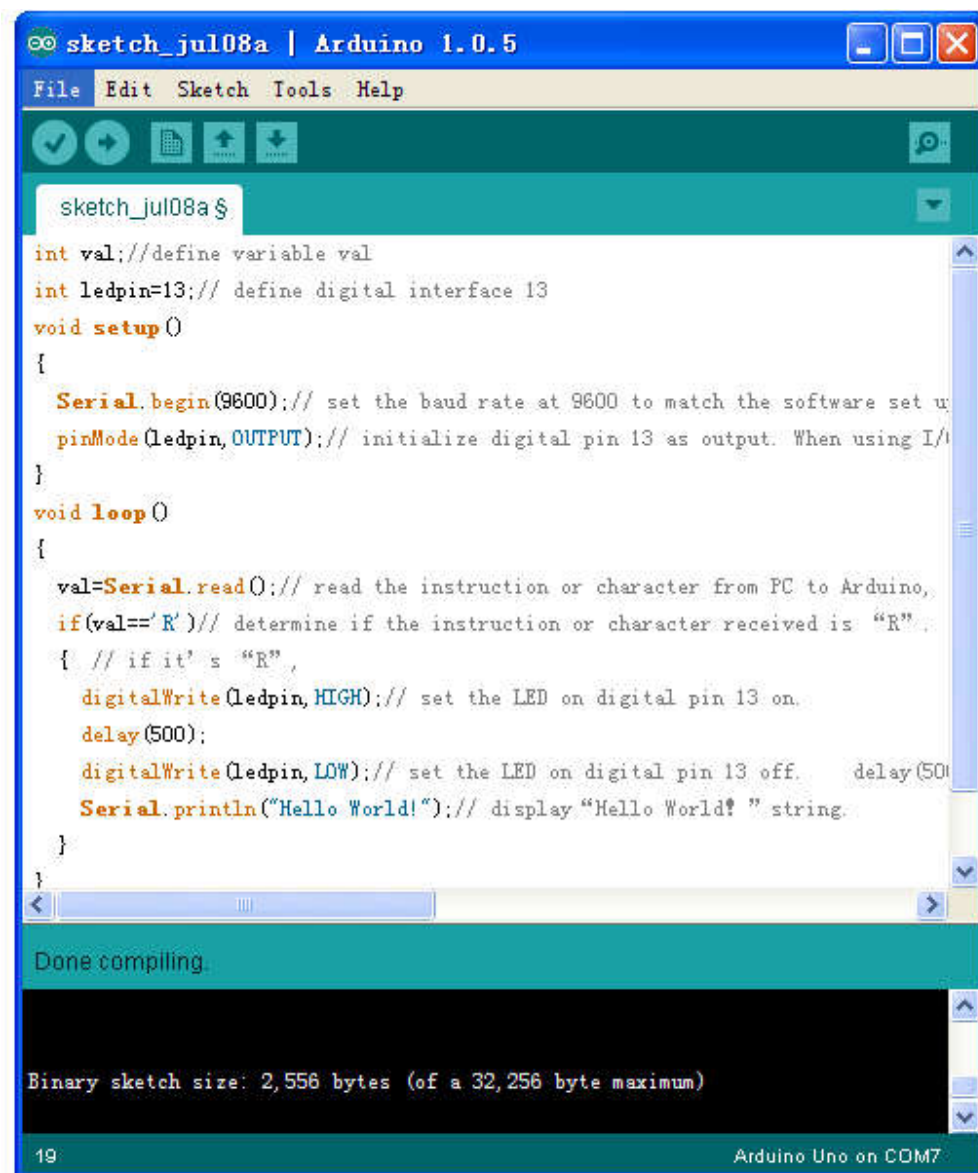 sketch_jul08a | Arduino 1.0.5
File Edit Sketch Tools Help
sketch_jul08a §
int val;//define variable val
int ledpin=13;// define digital interface 13
void setup()
{
  Serial.begin(9600);// set the baud rate at 9600 to match the software set u
  pinMode(ledpin,OUTPUT);// initialize digital pin 13 as output. When using I/
}
void loop()
{
  val=Serial.read();// read the instruction or character from PC to Arduino,
  if(val=='R')// determine if the instruction or character received is “R”.
  { // if it’s “R”,
    digitalWrite(ledpin,HIGH);// set the LED on digital pin 13 on.
    delay(500);
    digitalWrite(ledpin,LOW);// set the LED on digital pin 13 off.    delay(50
    Serial.println("Hello World!");// display“Hello World! ” string.
  }
}
Done compiling.
Binary sketch size: 2,556 bytes (of a 32,256 byte maximum)
19 Arduino Uno on COM7